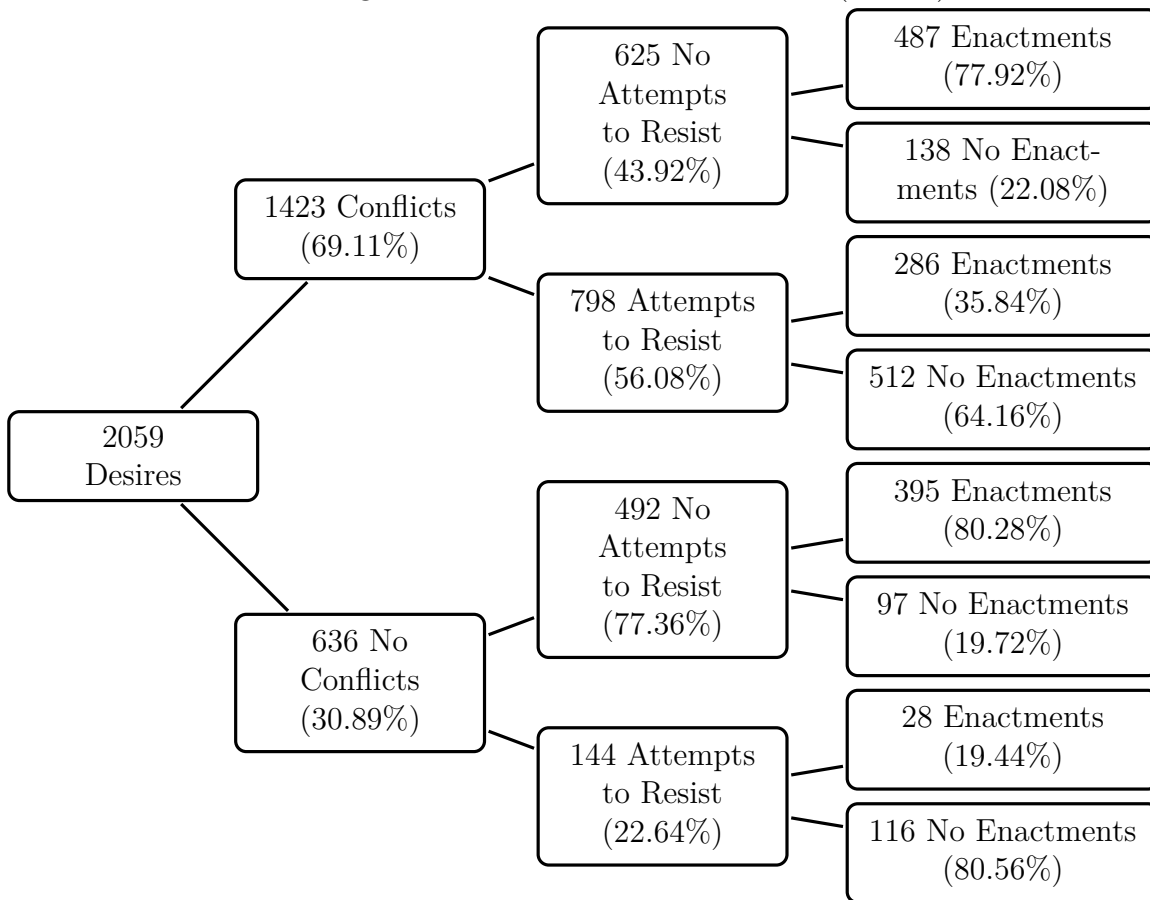 2059
Desires
1423 Conflicts
(69.11%)
636 No
Conflicts
(30.89%)
625 No
Attempts
to Resist
(43.92%)
798 Attempts
to Resist
(56.08%)
492 No
Attempts
to Resist
(77.36%)
144 Attempts
to Resist
(22.64%)
487 Enactments
(77.92%)
138 No Enact-
ments (22.08%)
286 Enactments
(35.84%)
512 No Enactments
(64.16%)
395 Enactments
(80.28%)
97 No Enactments
(19.72%)
28 Enactments
(19.44%)
116 No Enactments
(80.56%)